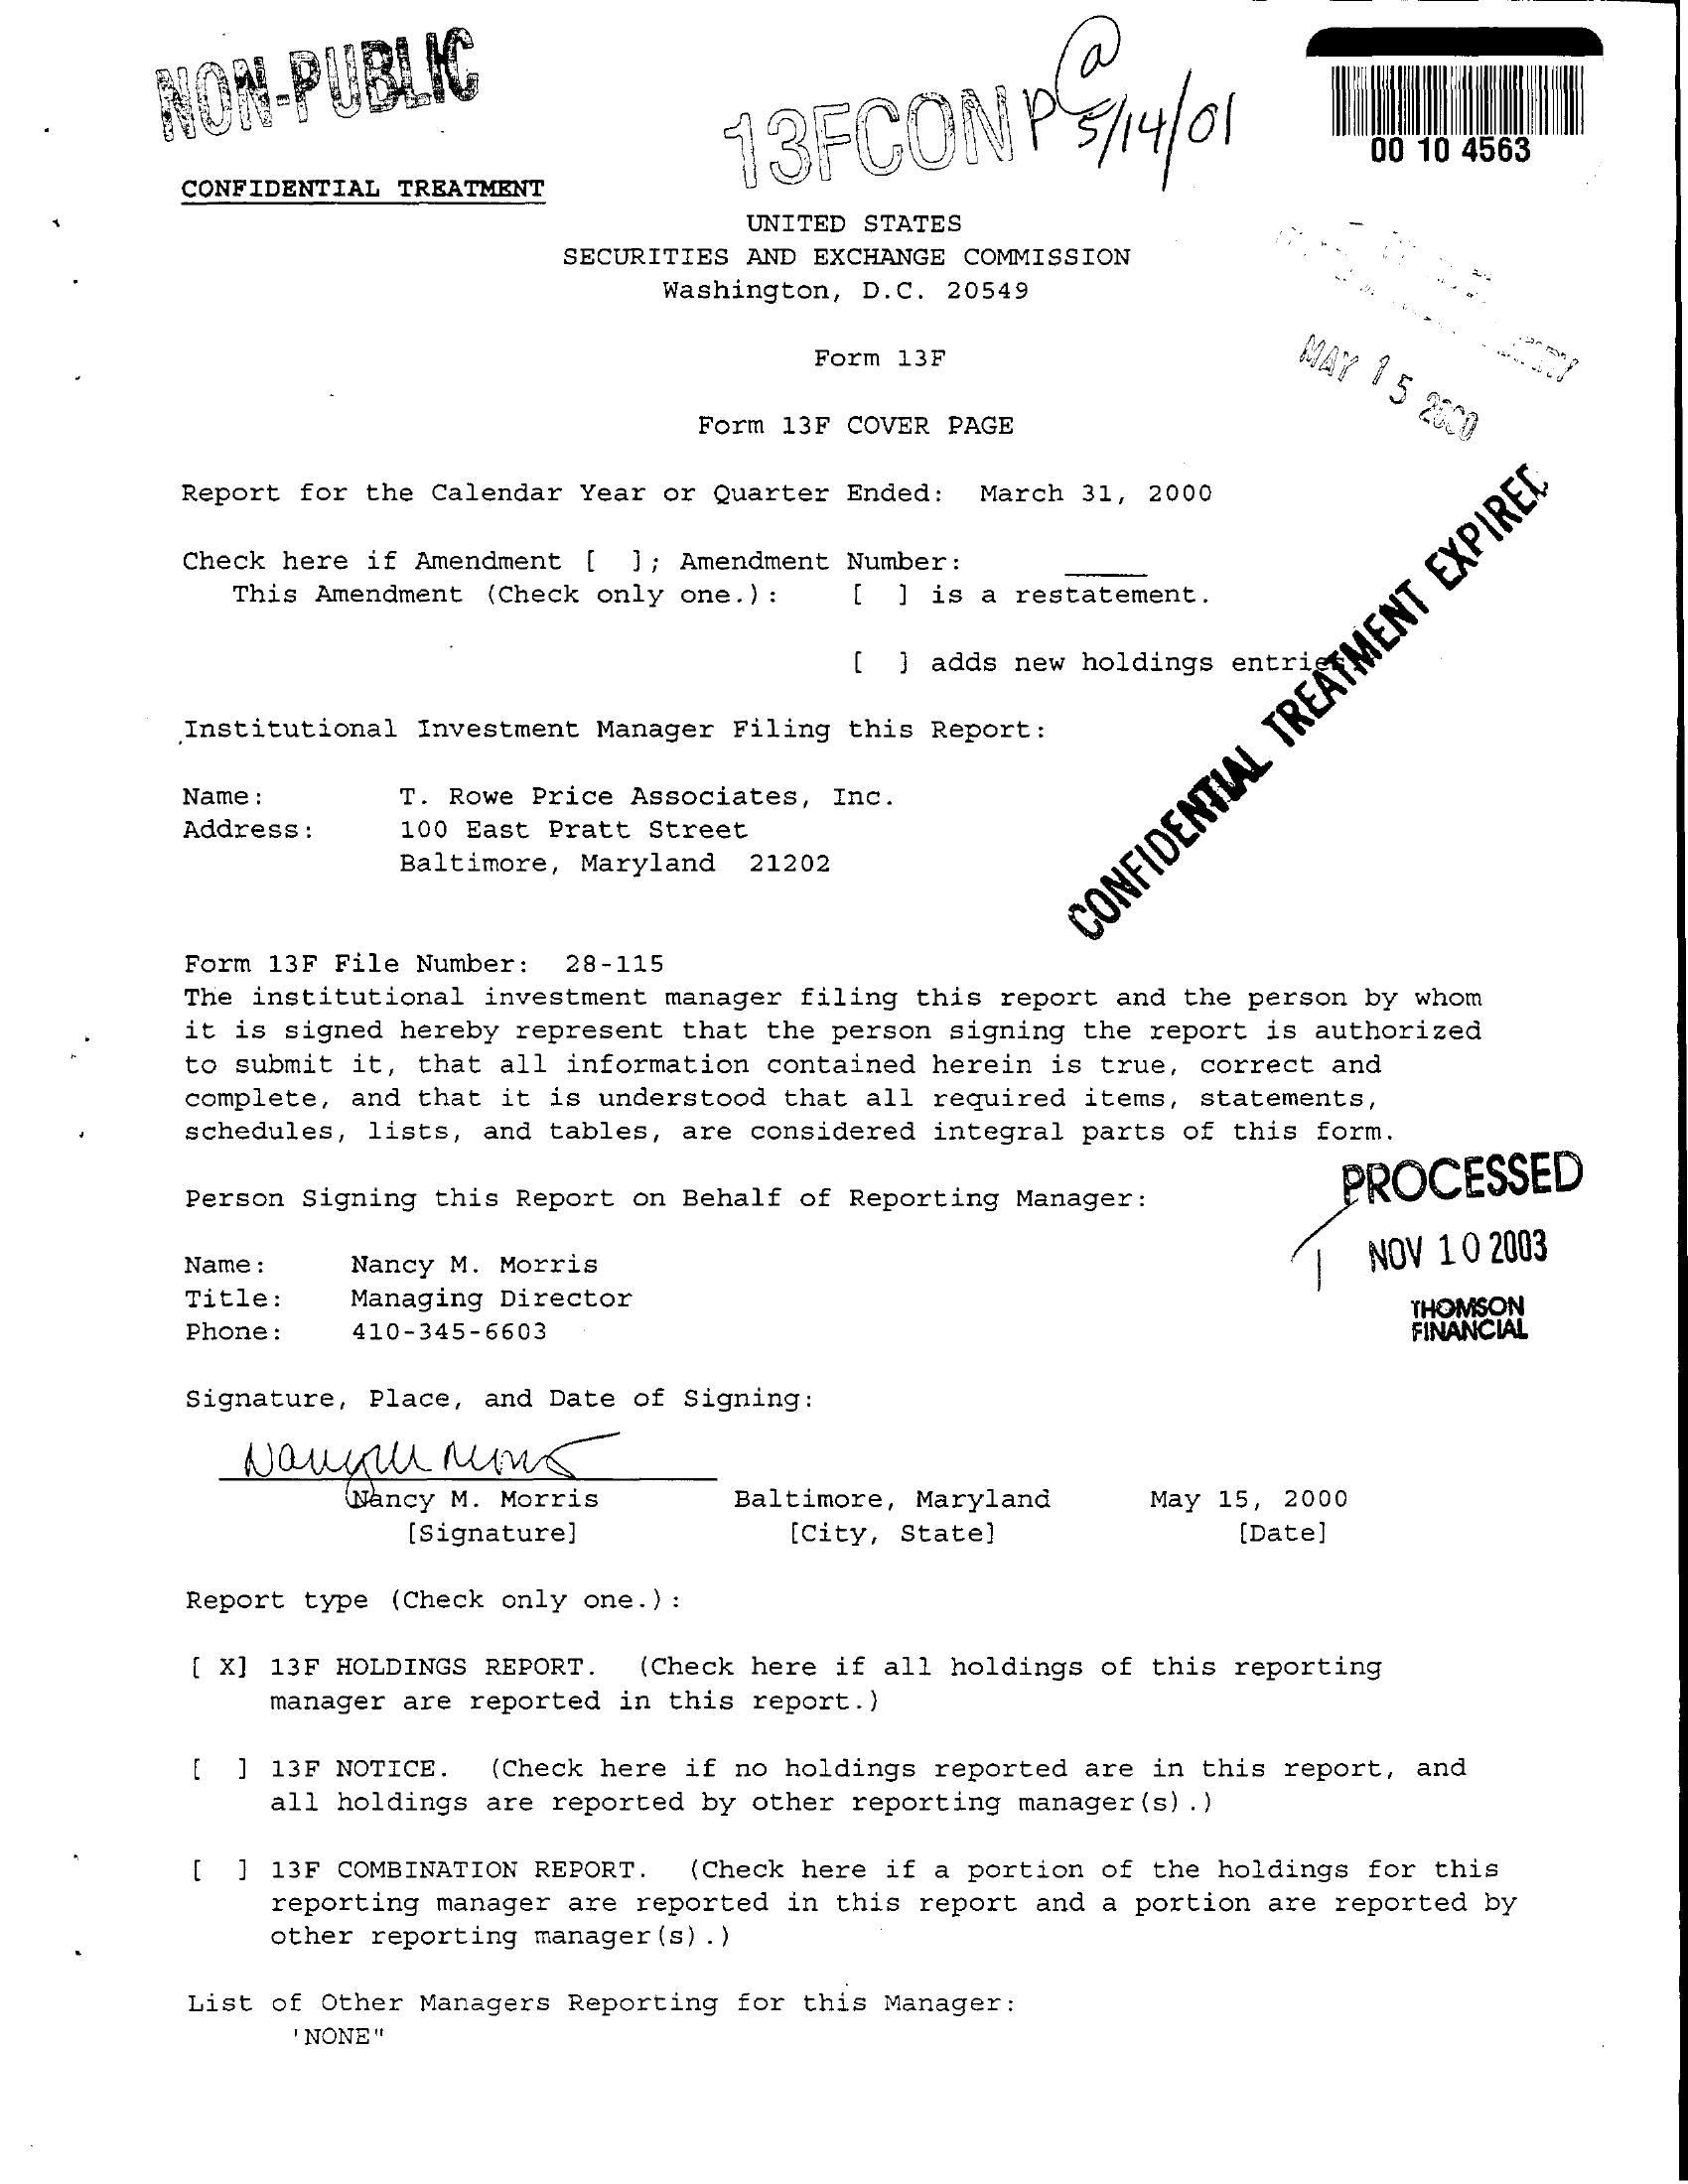 NON-PUBLIC
13FCON P
5/14/01
00 10 4563
CONFIDENTIAL TREATMENT
UNITED STATES
SECURITIES AND EXCHANGE COMMISSION
Washington, D.C. 20549
MAY 15 2000
Form 13F
Form 13F COVER PAGE
Report for the Calendar Year or Quarter Ended: March 31, 2000
Check here if Amendment [ ]; Amendment Number: ____
This Amendment (Check only one.): [ ] is a restatement.
[ ] adds new holdings
CONFIDENTIAL TREATMENT EXPIRED
Institutional Investment Manager Filing this Report:
Name: T. Rowe Price Associates, Inc.
Address: 100 East Pratt Street
Baltimore, Maryland 21202
Form 13F File Number: 28-115
The institutional investment manager filing this report and the person by whom
it is signed hereby represent that the person signing the report is authorized
to submit it, that all information contained herein is true, correct and
complete, and that it is understood that all required items, statements,
schedules, lists, and tables, are considered integral parts of this form.
PROCESSED
NOV 10 2003
THOMSON
FINANCIAL
Person Signing this Report on Behalf of Reporting Manager:
Name: Nancy M. Morris
Title: Managing Director
Phone: 410-345-6603
Signature, Place, and Date of Signing:
Nancy M. Morris Baltimore, Maryland May 15, 2000
[Signature] [City, State] [Date]
Report type (Check only one.):
[ X] 13F HOLDINGS REPORT. (Check here if all holdings of this reporting
manager are reported in this report.)
[ ] 13F NOTICE. (Check here if no holdings reported are in this report, and
all holdings are reported by other reporting manager(s).)
[ ] 13F COMBINATION REPORT. (Check here if a portion of the holdings for this
reporting manager are reported in this report and a portion are reported by
other reporting manager(s).)
List of Other Managers Reporting for this Manager:
'NONE"